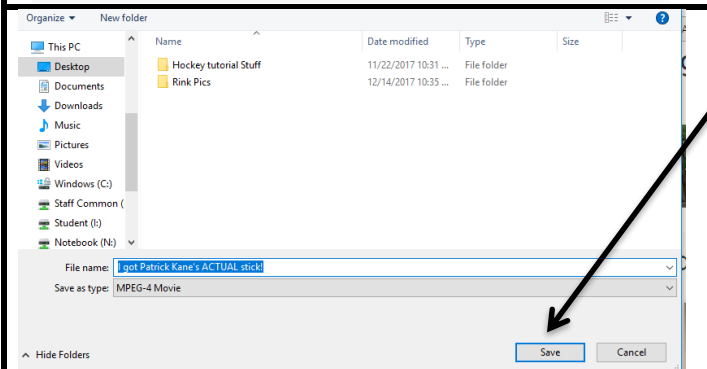 Organize New folder ?
This PC Name Date modified Type Size
Desktop Hockey tutorial Stuff 11/22/2017 10:31 ... File folder
Documents Rink Pics 12/14/2017 10:35 ... File folder
Downloads
Music
Pictures
Videos
Windows (C:)
Staff Common (
Student (I:)
Notebook (N:)
File name: I got Patrick Kane's ACTUAL stick!
Save as type: MPEG-4 Movie
Hide Folders Save Cancel